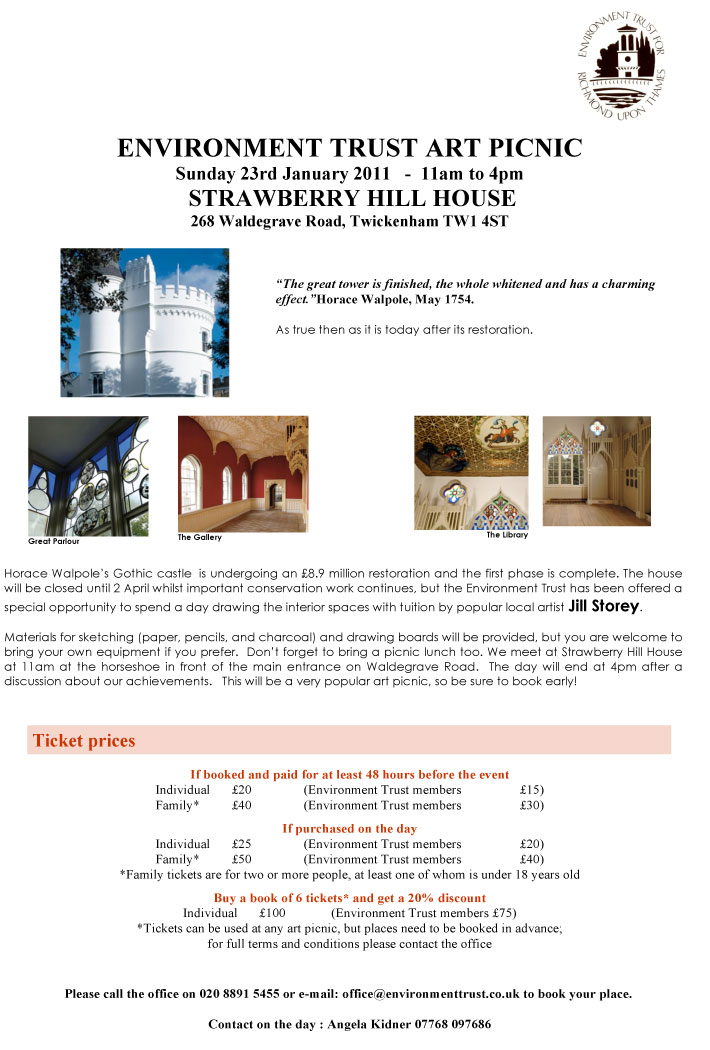 ENVIRONMENT TRUST FOR
RICHMOND UPON THAMES
ENVIRONMENT TRUST ART PICNIC
Sunday 23rd January 2011 - 11am to 4pm
STRAWBERRY HILL HOUSE
268 Waldegrave Road, Twickenham TW1 4ST
“The great tower is finished, the whole whitened and has a charming
effect.”Horace Walpole, May 1754.
As true then as it is today after its restoration.
Great Parlour
The Gallery
The Library
Horace Walpole’s Gothic castle is undergoing an £8.9 million restoration and the first phase is complete. The house
will be closed until 2 April whilst important conservation work continues, but the Environment Trust has been offered a
special opportunity to spend a day drawing the interior spaces with tuition by popular local artist Jill Storey.
Materials for sketching (paper, pencils, and charcoal) and drawing boards will be provided, but you are welcome to
bring your own equipment if you prefer. Don’t forget to bring a picnic lunch too. We meet at Strawberry Hill House
at 11am at the horseshoe in front of the main entrance on Waldegrave Road. The day will end at 4pm after a
discussion about our achievements. This will be a very popular art picnic, so be sure to book early!
Ticket prices
If booked and paid for at least 48 hours before the event
Individual £20 (Environment Trust members £15)
Family* £40 (Environment Trust members £30)
If purchased on the day
Individual £25 (Environment Trust members £20)
Family* £50 (Environment Trust members £40)
*Family tickets are for two or more people, at least one of whom is under 18 years old
Buy a book of 6 tickets* and get a 20% discount
Individual £100 (Environment Trust members £75)
*Tickets can be used at any art picnic, but places need to be booked in advance;
for full terms and conditions please contact the office
Please call the office on 020 8891 5455 or e-mail: office@environmenttrust.co.uk to book your place.
Contact on the day : Angela Kidner 07768 097686